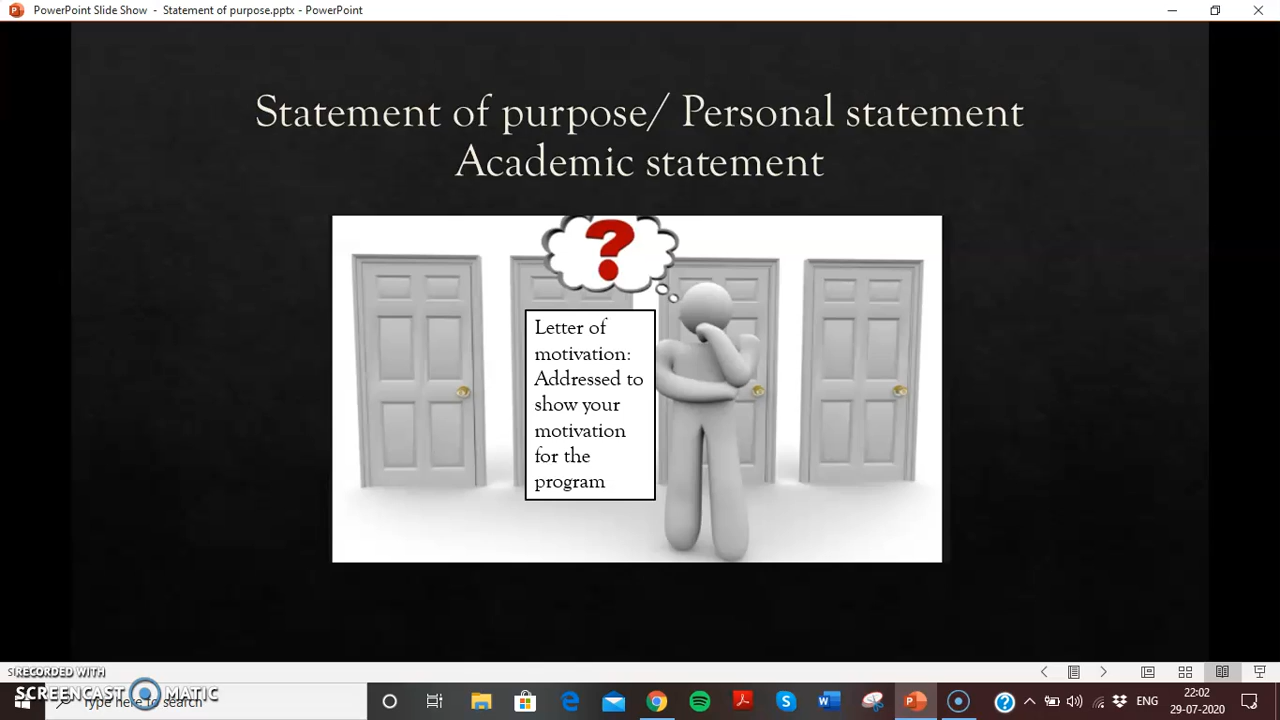 PowerPoint Slide Show - Statement of purpose.pptx - PowerPoint
Statement of purpose/ Personal statement
Academic statement
?
Letter of
motivation:
Addressed to
show your
motivation
for the
program
RECORDED WITH
SCREENCAST MATIC
Type here to search
ENG
22:02
29-07-2020